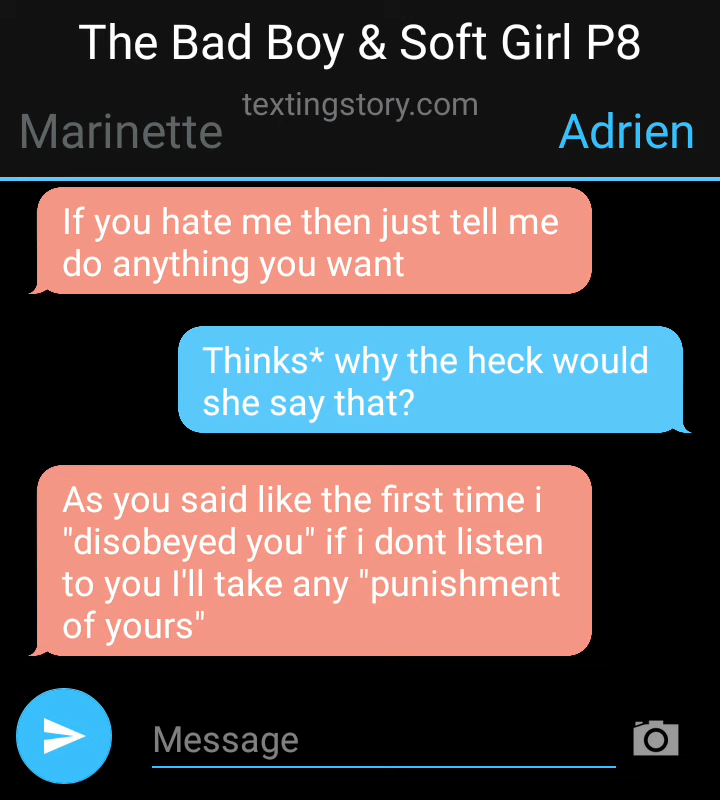 The Bad Boy & Soft Girl P8
textingstory.com
Marinette
Adrien
If you hate me then just tell me
do anything you want
Thinks* why the heck would
she say that?
As you said like the first time i
"disobeyed you" if i dont listen
to you I'll take any "punishment
of yours"
Message